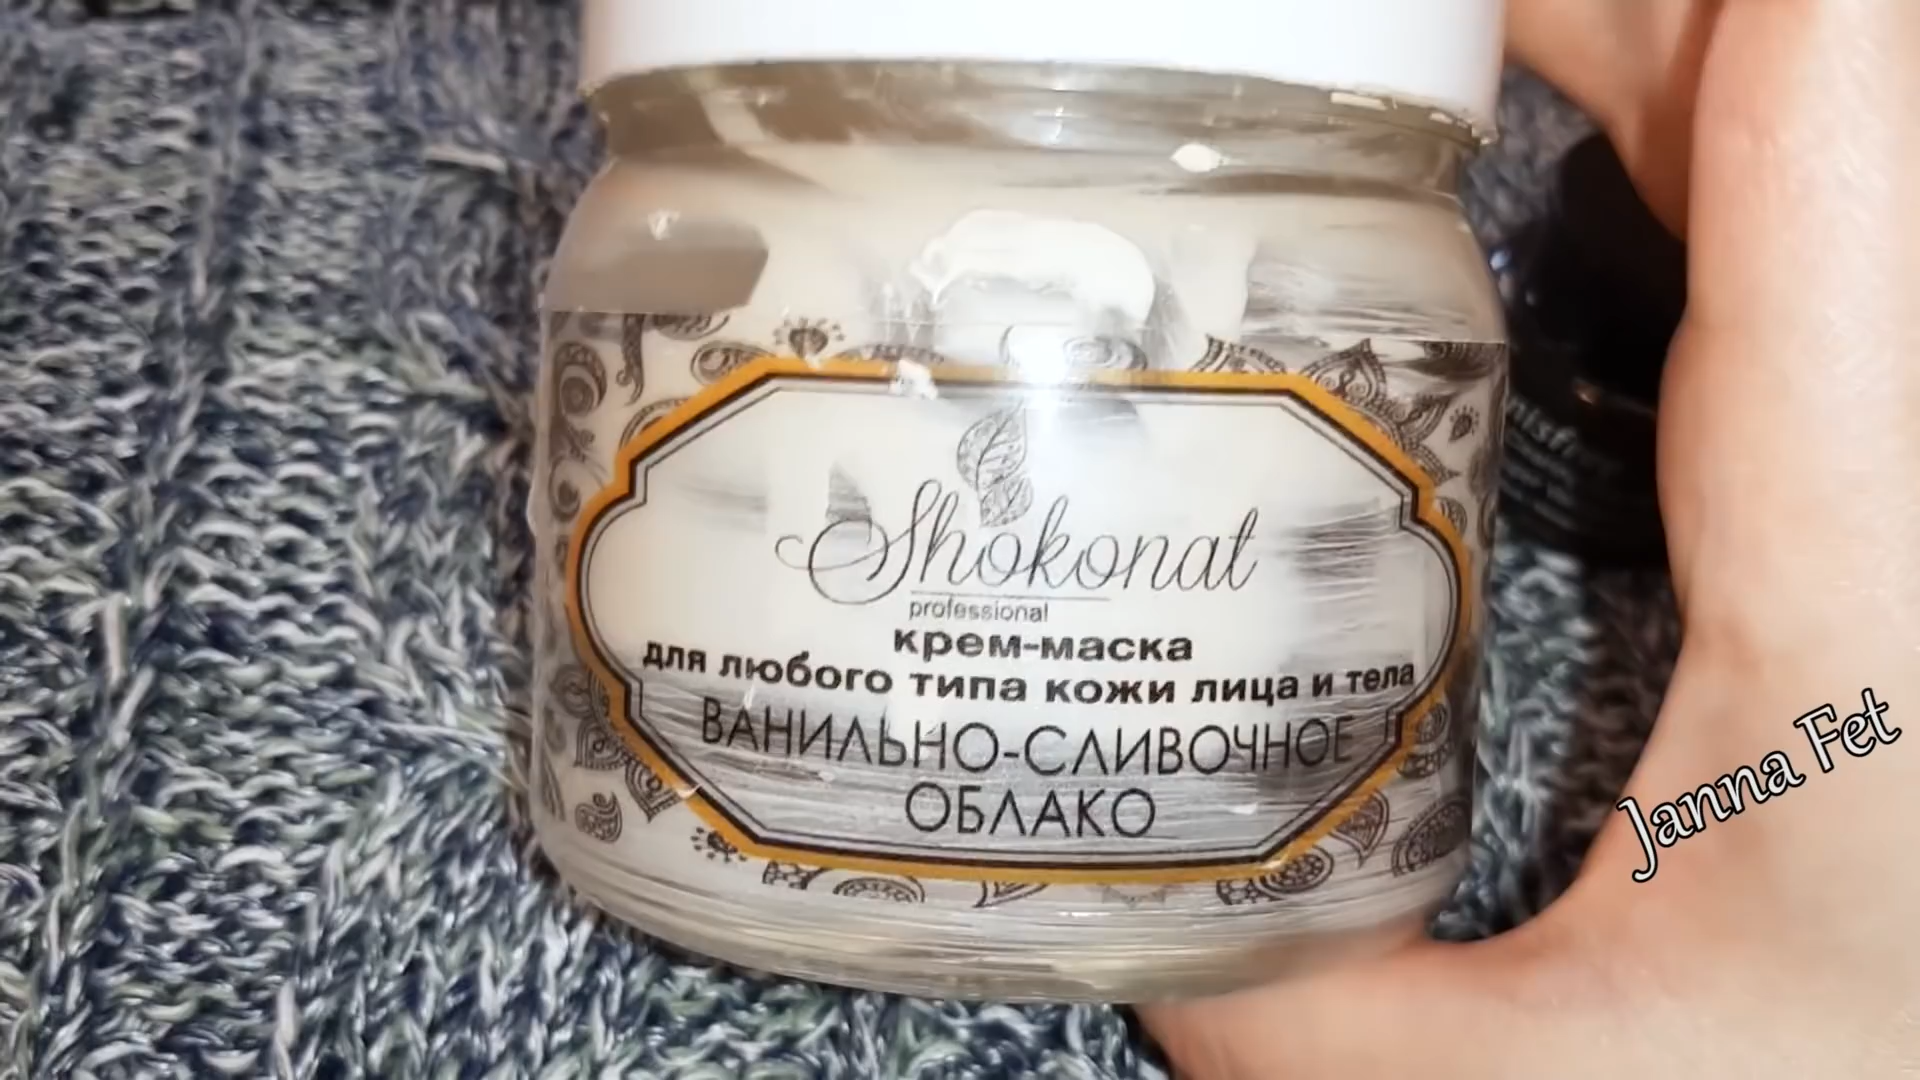 Shokonat
professional
крем-маска
для любого типа кожи лица и тела
ВАНИЛЬНО-СЛИВОЧНОЕ
ОБЛАКО
Janna Fet